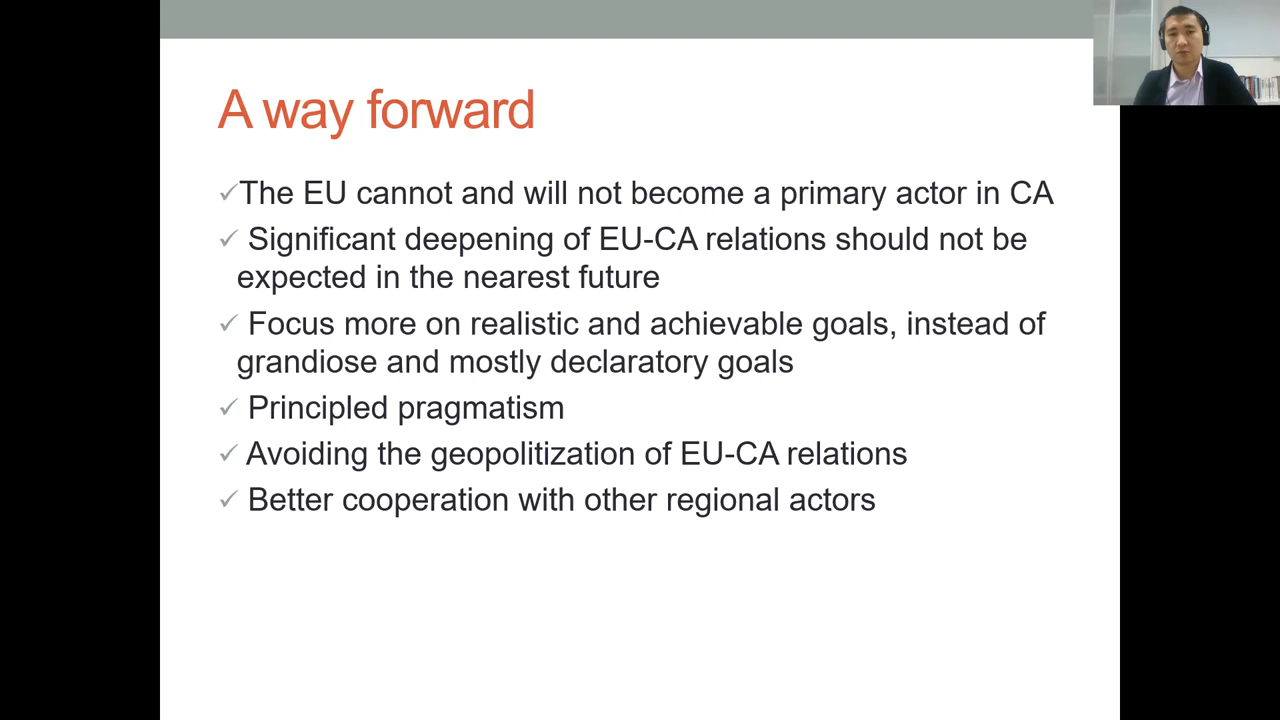 A way forward
✓The EU cannot and will not become a primary actor in CA
✓ Significant deepening of EU-CA relations should not be
expected in the nearest future
✓ Focus more on realistic and achievable goals, instead of
grandiose and mostly declaratory goals
✓ Principled pragmatism
✓ Avoiding the geopolitization of EU-CA relations
✓ Better cooperation with other regional actors